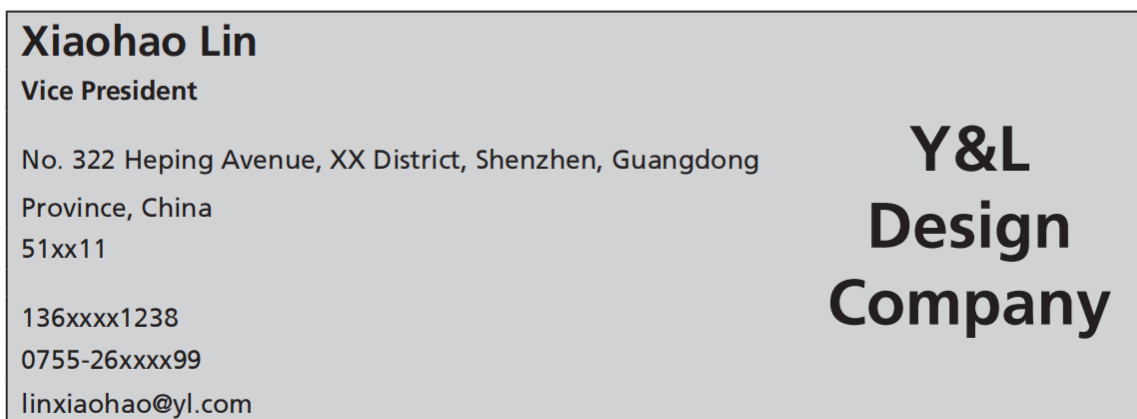 Xiaohao Lin
Vice President
No. 322 Heping Avenue, XX District, Shenzhen, Guangdong
Province, China
51xx11
136xxxx1238
0755-26xxxx99
linxiaohao@yl.com
Y&L
Design
Company